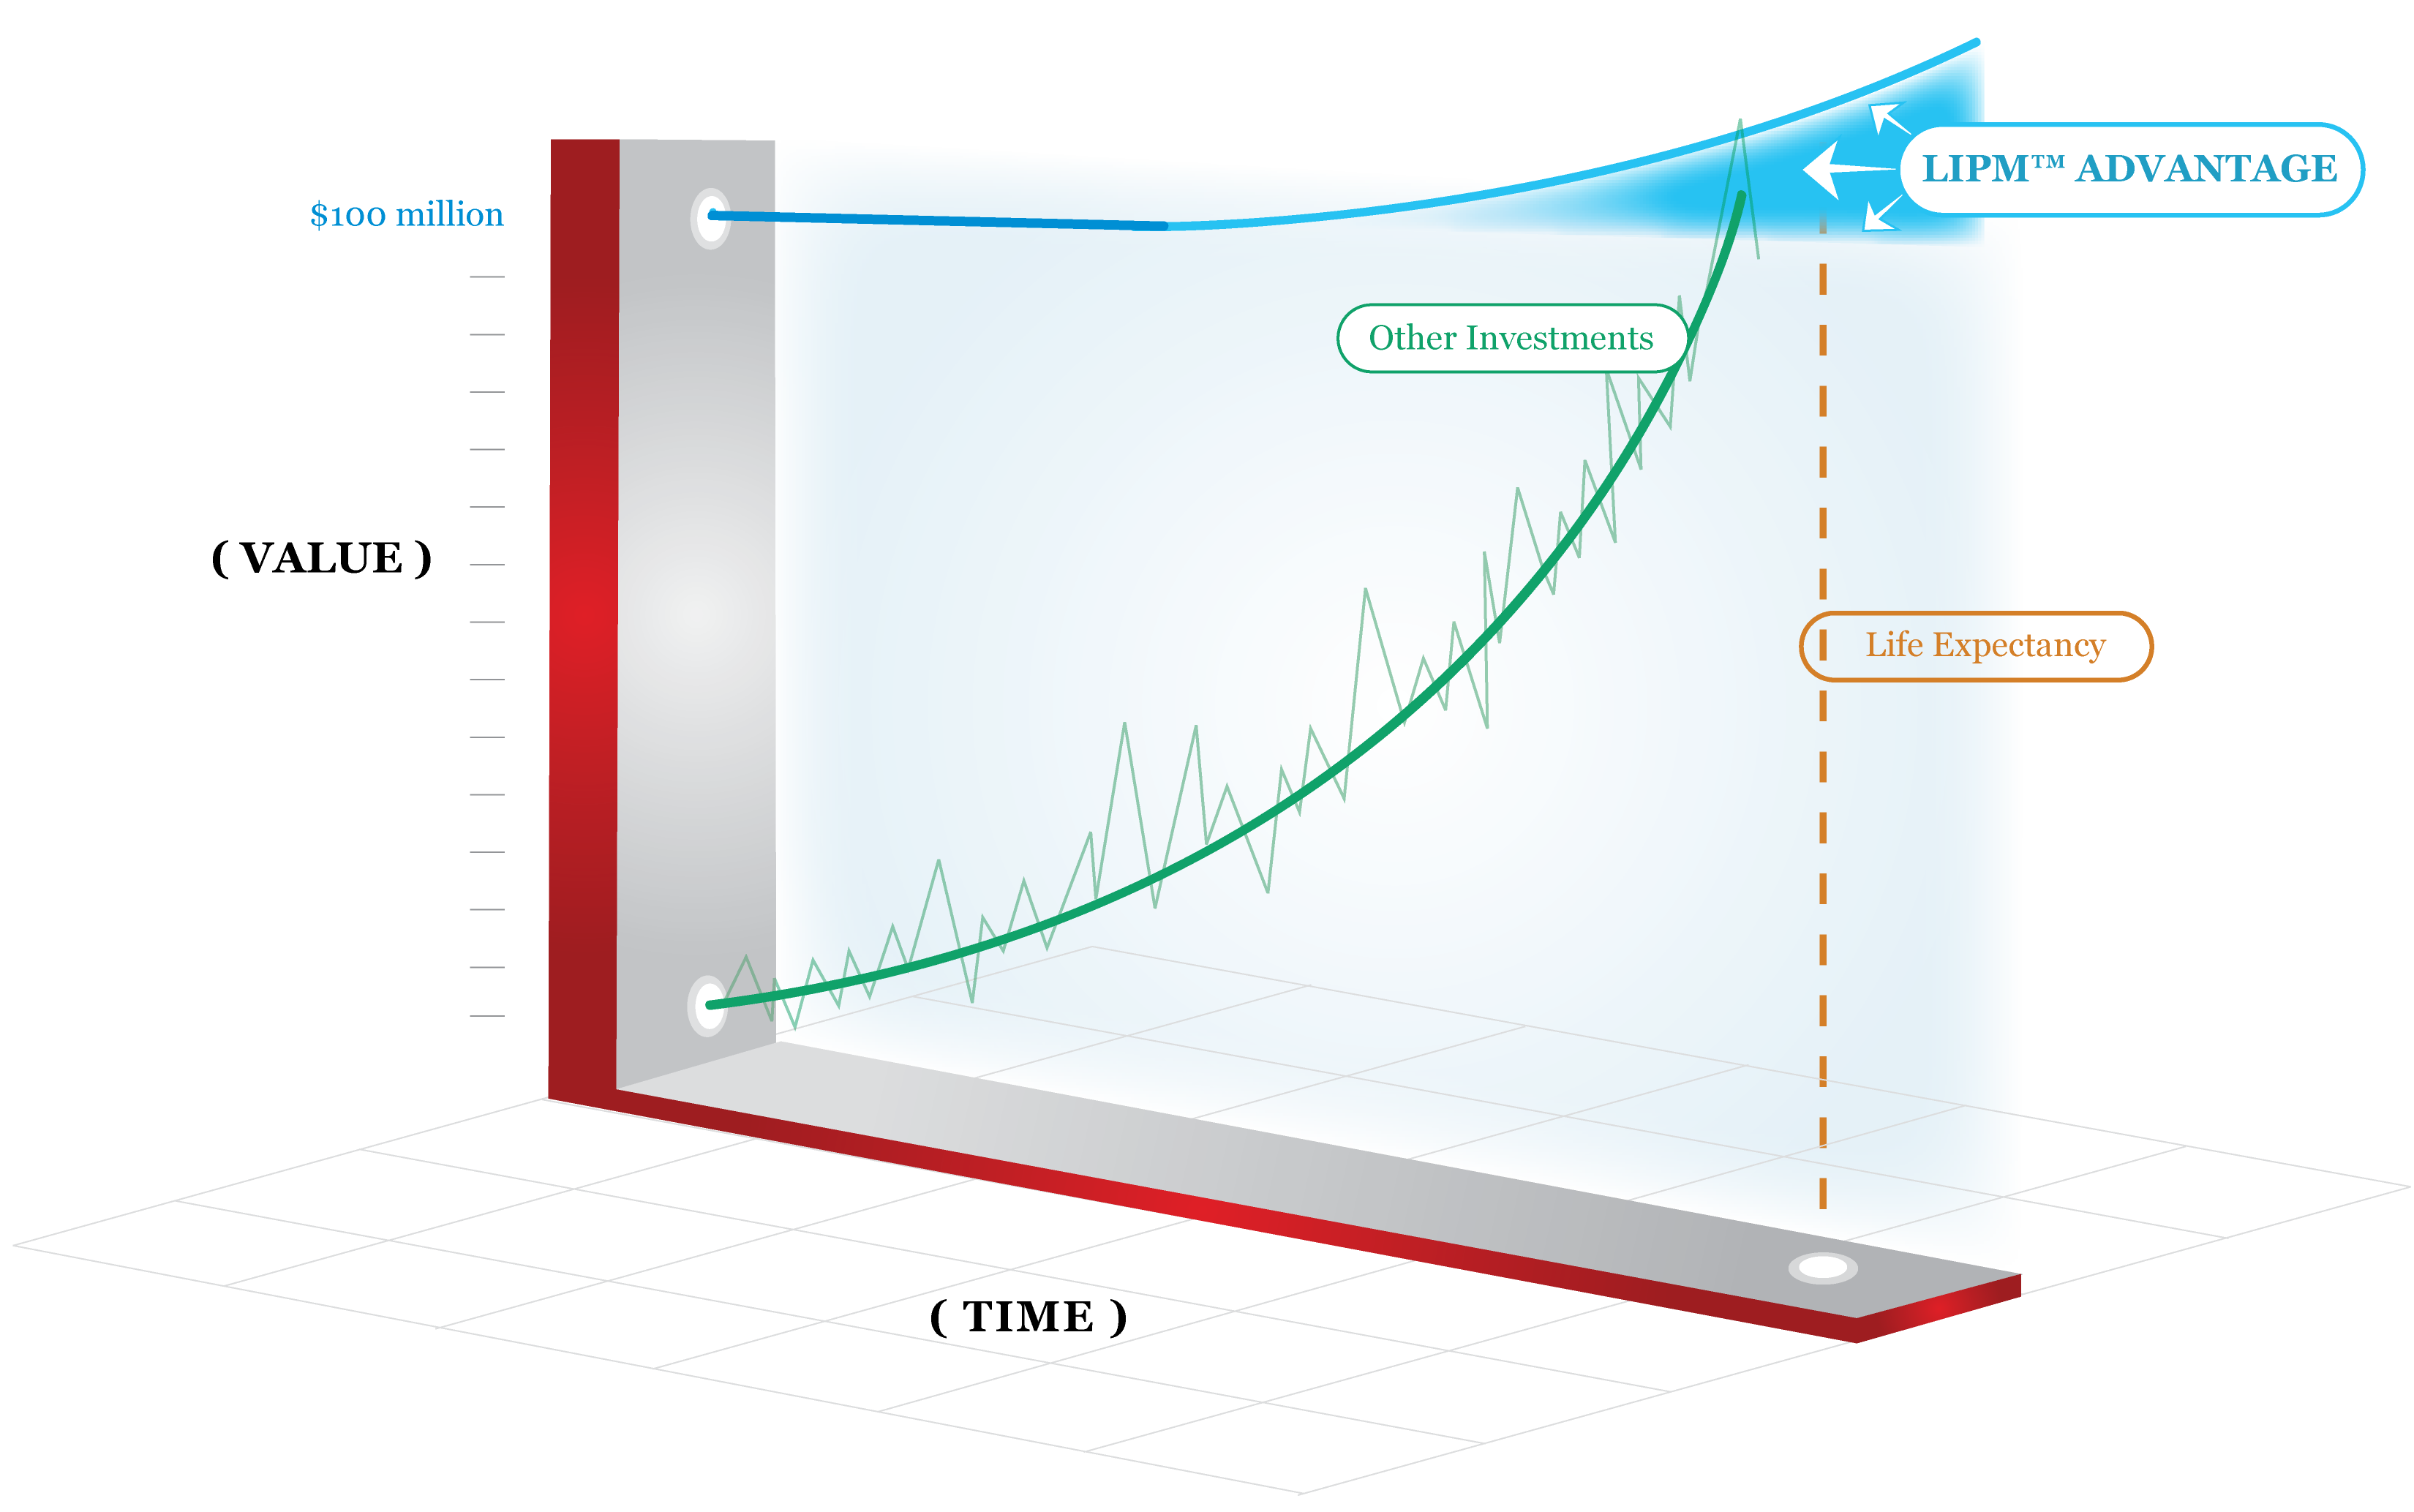 LIPM™ ADVANTAGE
$100 million
Other Investments
( VALUE )
Life Expectancy
( TIME )